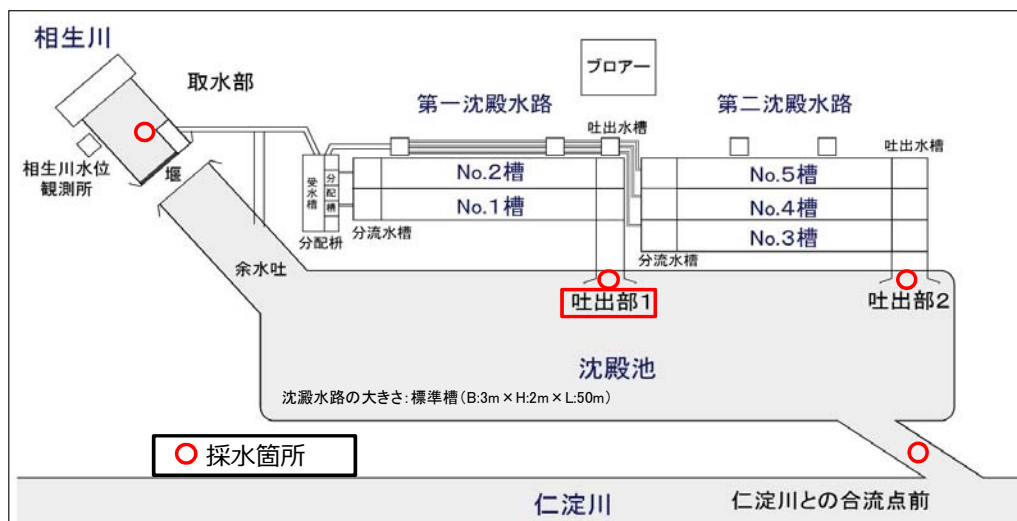 相生川
取水部
ブロアー
第一沈殿水路
第二沈殿水路
吐出水槽
吐出水槽
相生川水位
観測所
堰
受水槽
分配槽
No.2槽
No.1槽
No.5槽
No.4槽
No.3槽
分配枡
分流水槽
分流水槽
余水吐
吐出部1
吐出部2
沈殿池
沈澱水路の大きさ:標準槽(B:3m×H:2m×L:50m)
採水箇所
仁淀川
仁淀川との合流点前